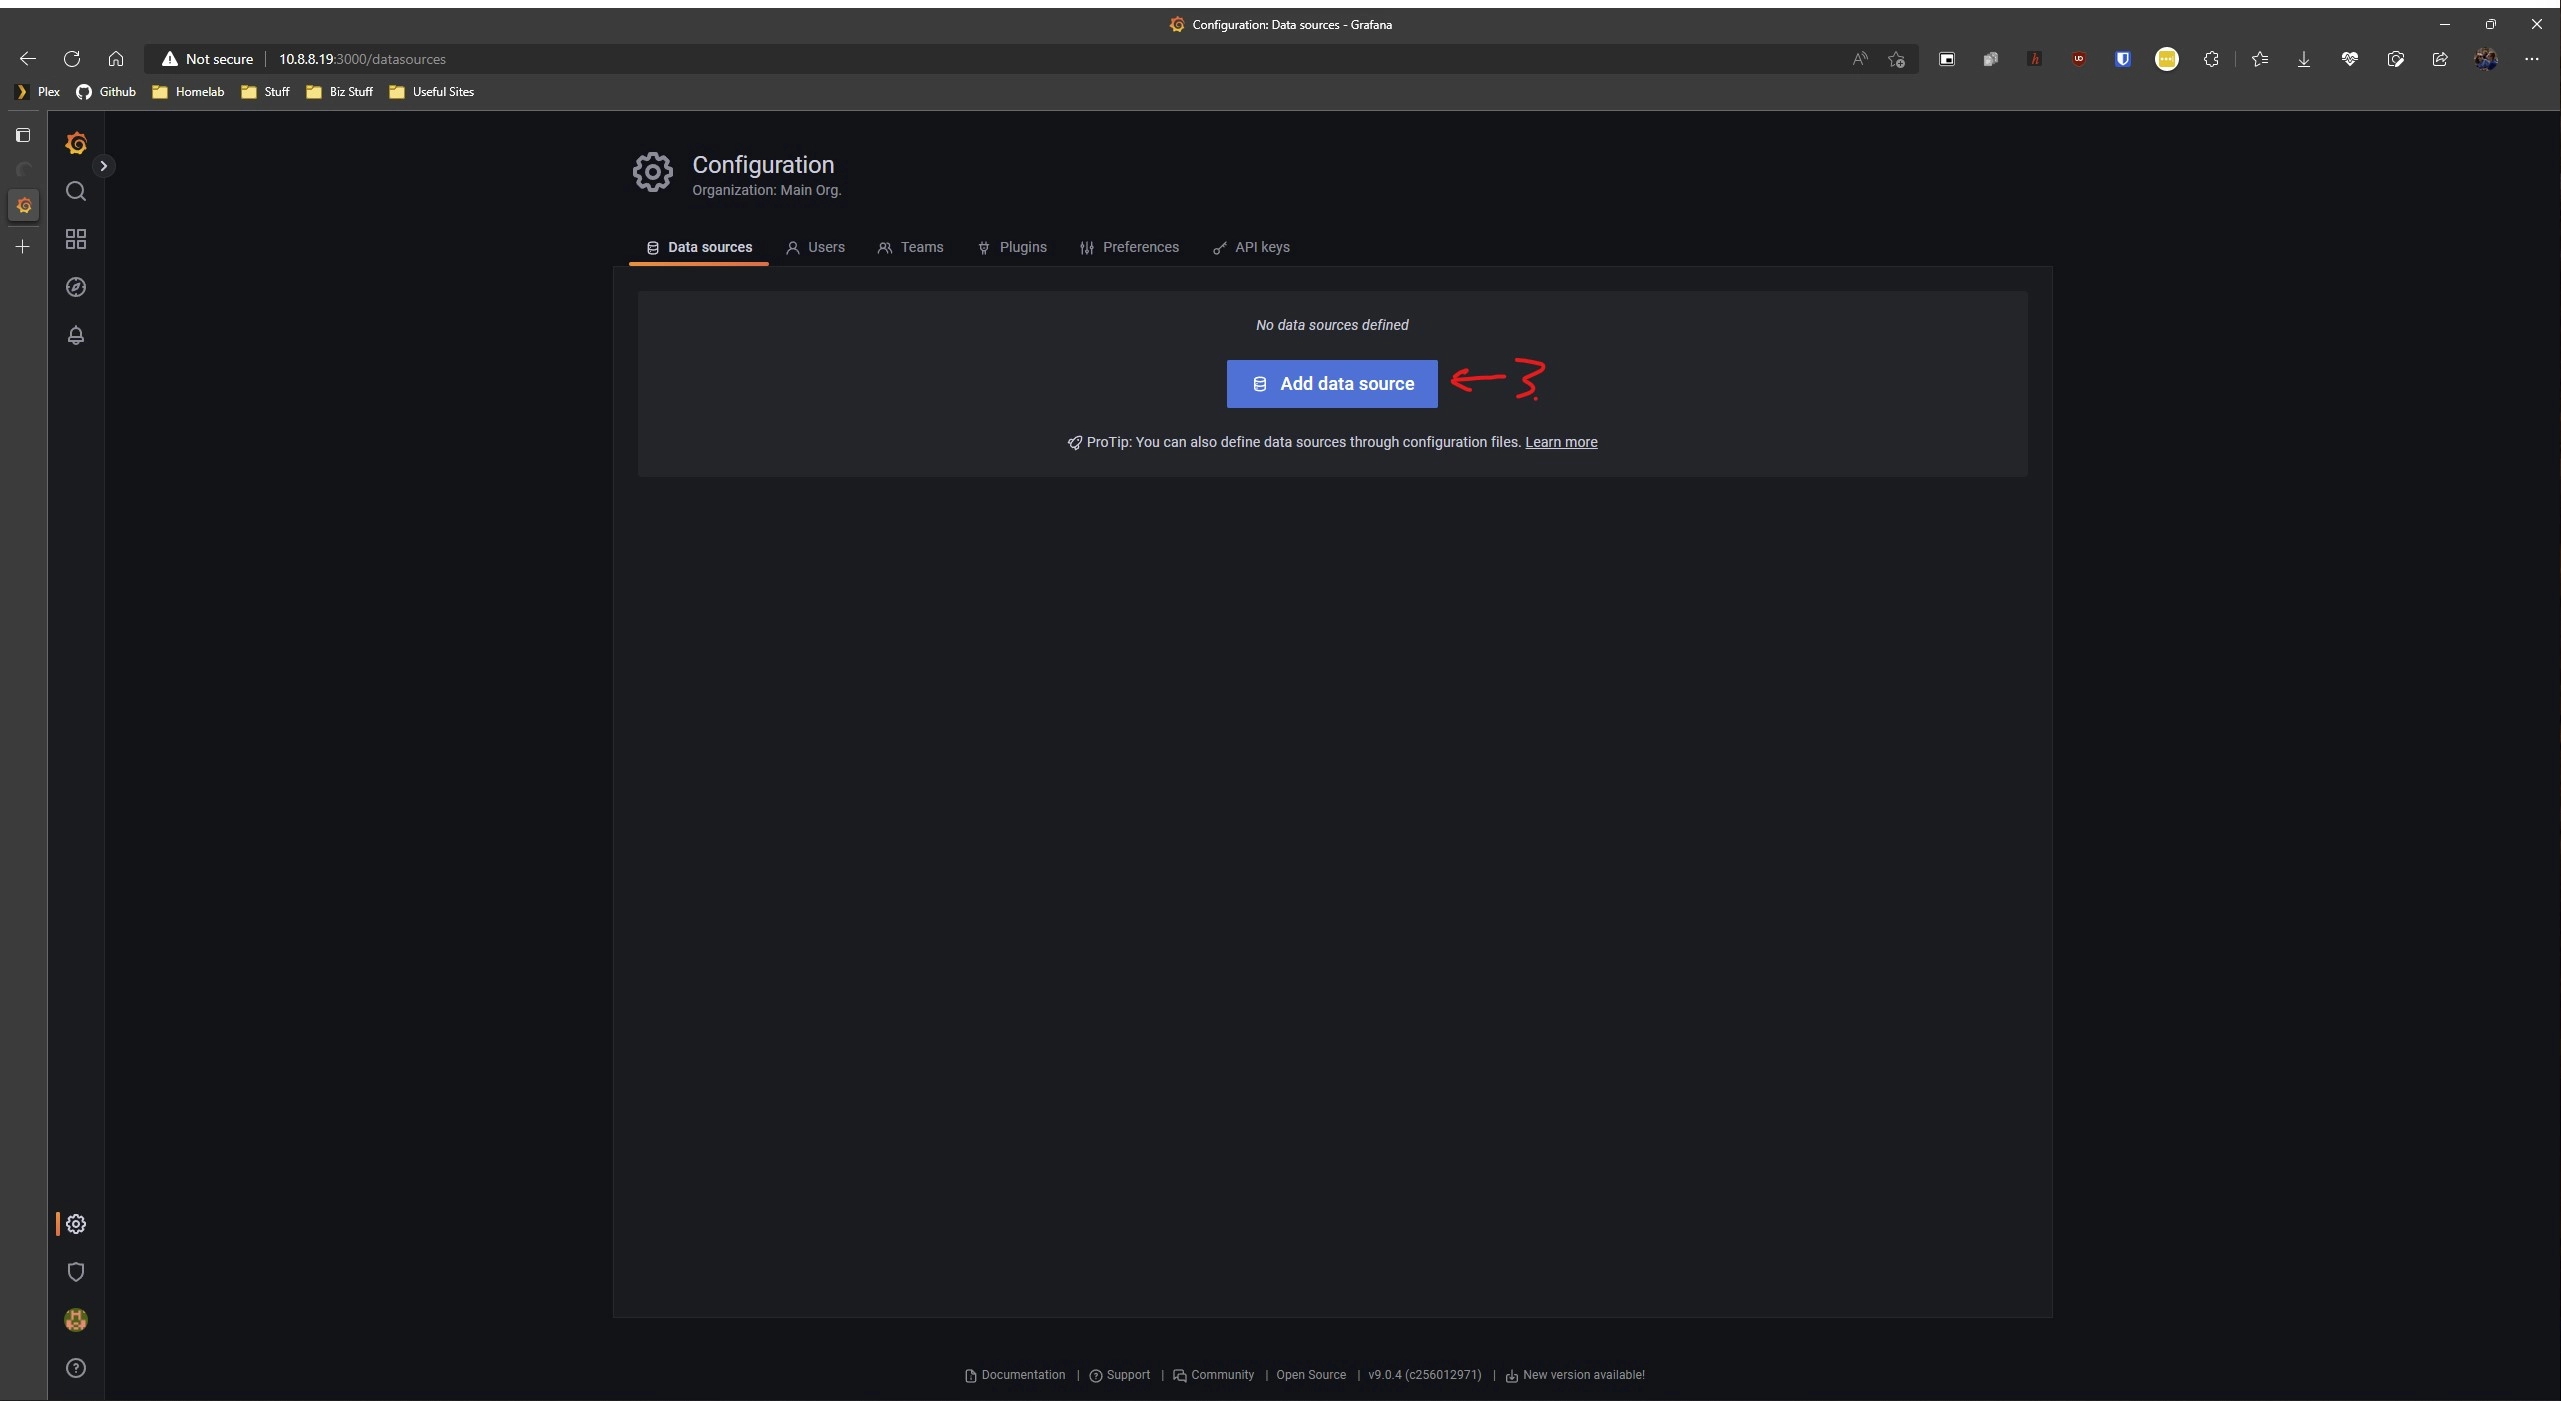 Configuration: Data sources - Grafana
Not secure 10.8.8.19:3000/datasources
Plex Github Homelab Stuff Biz Stuff Useful Sites
Configuration
Organization: Main Org.
Data sources Users Teams Plugins Preferences API keys
No data sources defined
Add data source
3.
ProTip: You can also define data sources through configuration files. Learn more
Documentation | Support | Community | Open Source | v9.0.4 (c256012971) | New version available!